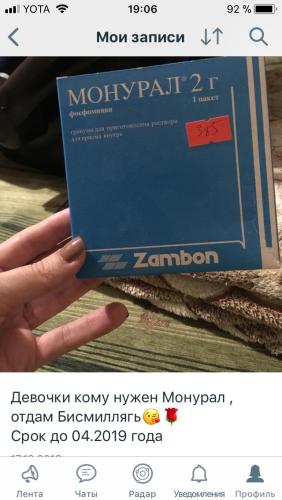 YOTA 19:06 92 %
Мои записи
МОНУРАЛ 2 г
фосфомицин
1 пакет
гранулы для приготовления раствора
для приема внутрь
385
Zambon
Девочки кому нужен Монурал ,
отдам Бисмиллягь😘🌹
Срок до 04.2019 года
Лента Чаты Радар Уведомления Профиль